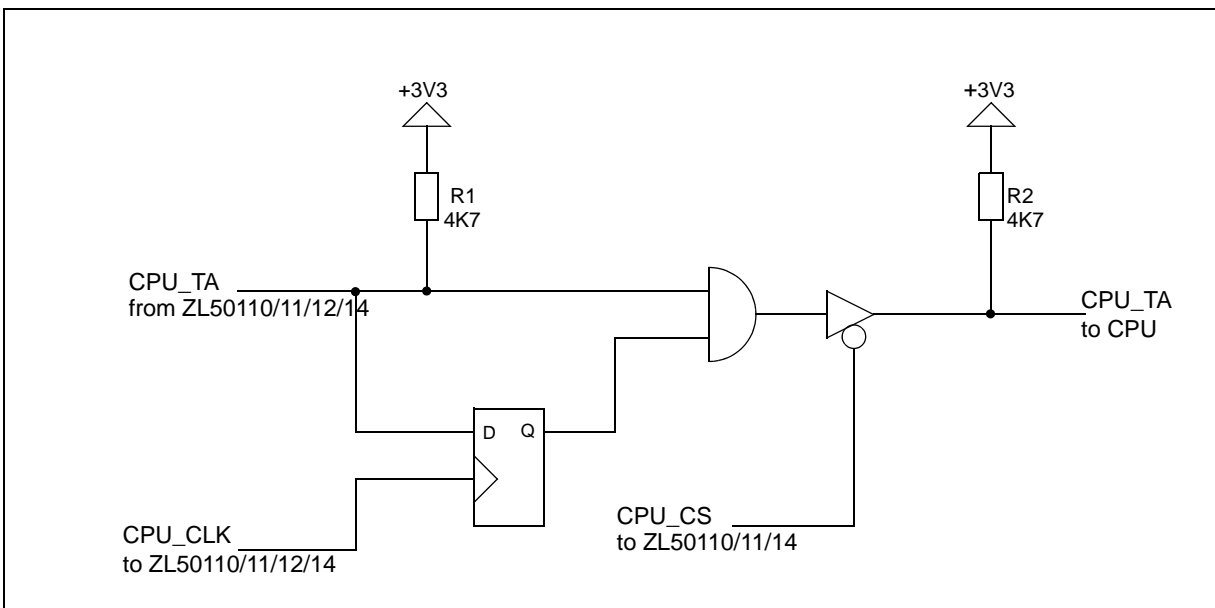 +3V3
+3V3
R1
4K7
R2
4K7
CPU_TA
from ZL50110/11/12/14
CPU_TA
to CPU
D Q
CPU_CLK
to ZL50110/11/12/14
CPU_CS
to ZL50110/11/14